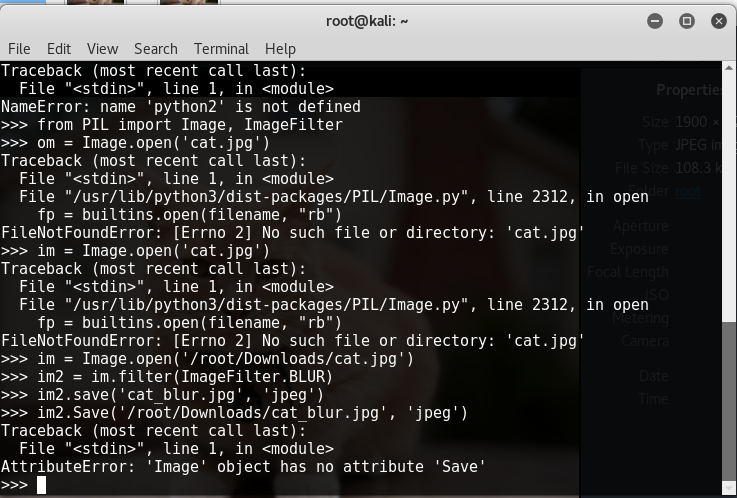 root@kali: ~
File Edit View Search Terminal Help
Traceback (most recent call last):
  File "<stdin>", line 1, in <module>
NameError: name 'python2' is not defined
>>> from PIL import Image, ImageFilter
>>> om = Image.open('cat.jpg')
Traceback (most recent call last):
  File "<stdin>", line 1, in <module>
  File "/usr/lib/python3/dist-packages/PIL/Image.py", line 2312, in open
    fp = builtins.open(filename, "rb")
FileNotFoundError: [Errno 2] No such file or directory: 'cat.jpg'
>>> im = Image.open('cat.jpg')
Traceback (most recent call last):
  File "<stdin>", line 1, in <module>
  File "/usr/lib/python3/dist-packages/PIL/Image.py", line 2312, in open
    fp = builtins.open(filename, "rb")
FileNotFoundError: [Errno 2] No such file or directory: 'cat.jpg'
>>> im = Image.open('/root/Downloads/cat.jpg')
>>> im2 = im.filter(ImageFilter.BLUR)
>>> im2.save('cat_blur.jpg', 'jpeg')
>>> im2.Save('/root/Downloads/cat_blur.jpg', 'jpeg')
Traceback (most recent call last):
  File "<stdin>", line 1, in <module>
AttributeError: 'Image' object has no attribute 'Save'
>>>
Properties
Size 1900 ×
Type JPEG im
File Size 108.3 k
Folder root
Aperture
Exposure
Focal Length
ISO
Metering
Camera
Date
Time